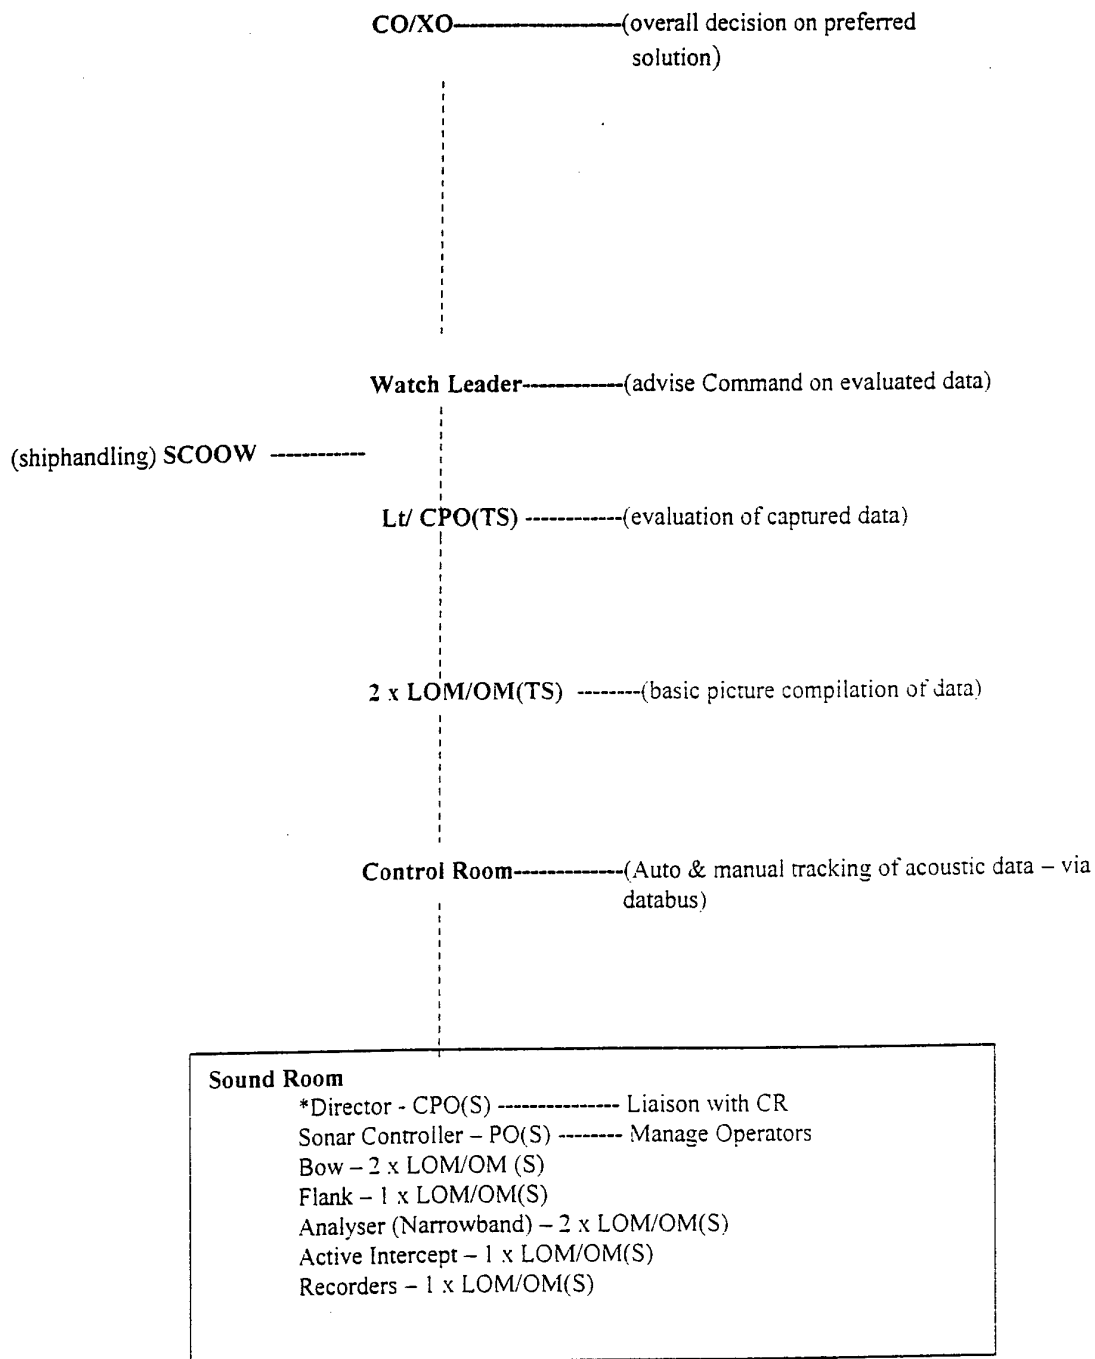 CO/XO----------------(overall decision on preferred
solution)
Watch Leader------------(advise Command on evaluated data)
(shiphandling) SCOOW -----------
Lt/ CPO(TS) ------------(evaluation of captured data)
2 x LOM/OM(TS) --------(basic picture compilation of data)
Control Room-------------(Auto & manual tracking of acoustic data – via
databus)
Sound Room
*Director - CPO(S) --------------- Liaison with CR
Sonar Controller – PO(S) -------- Manage Operators
Bow – 2 x LOM/OM (S)
Flank – 1 x LOM/OM(S)
Analyser (Narrowband) – 2 x LOM/OM(S)
Active Intercept – 1 x LOM/OM(S)
Recorders – 1 x LOM/OM(S)